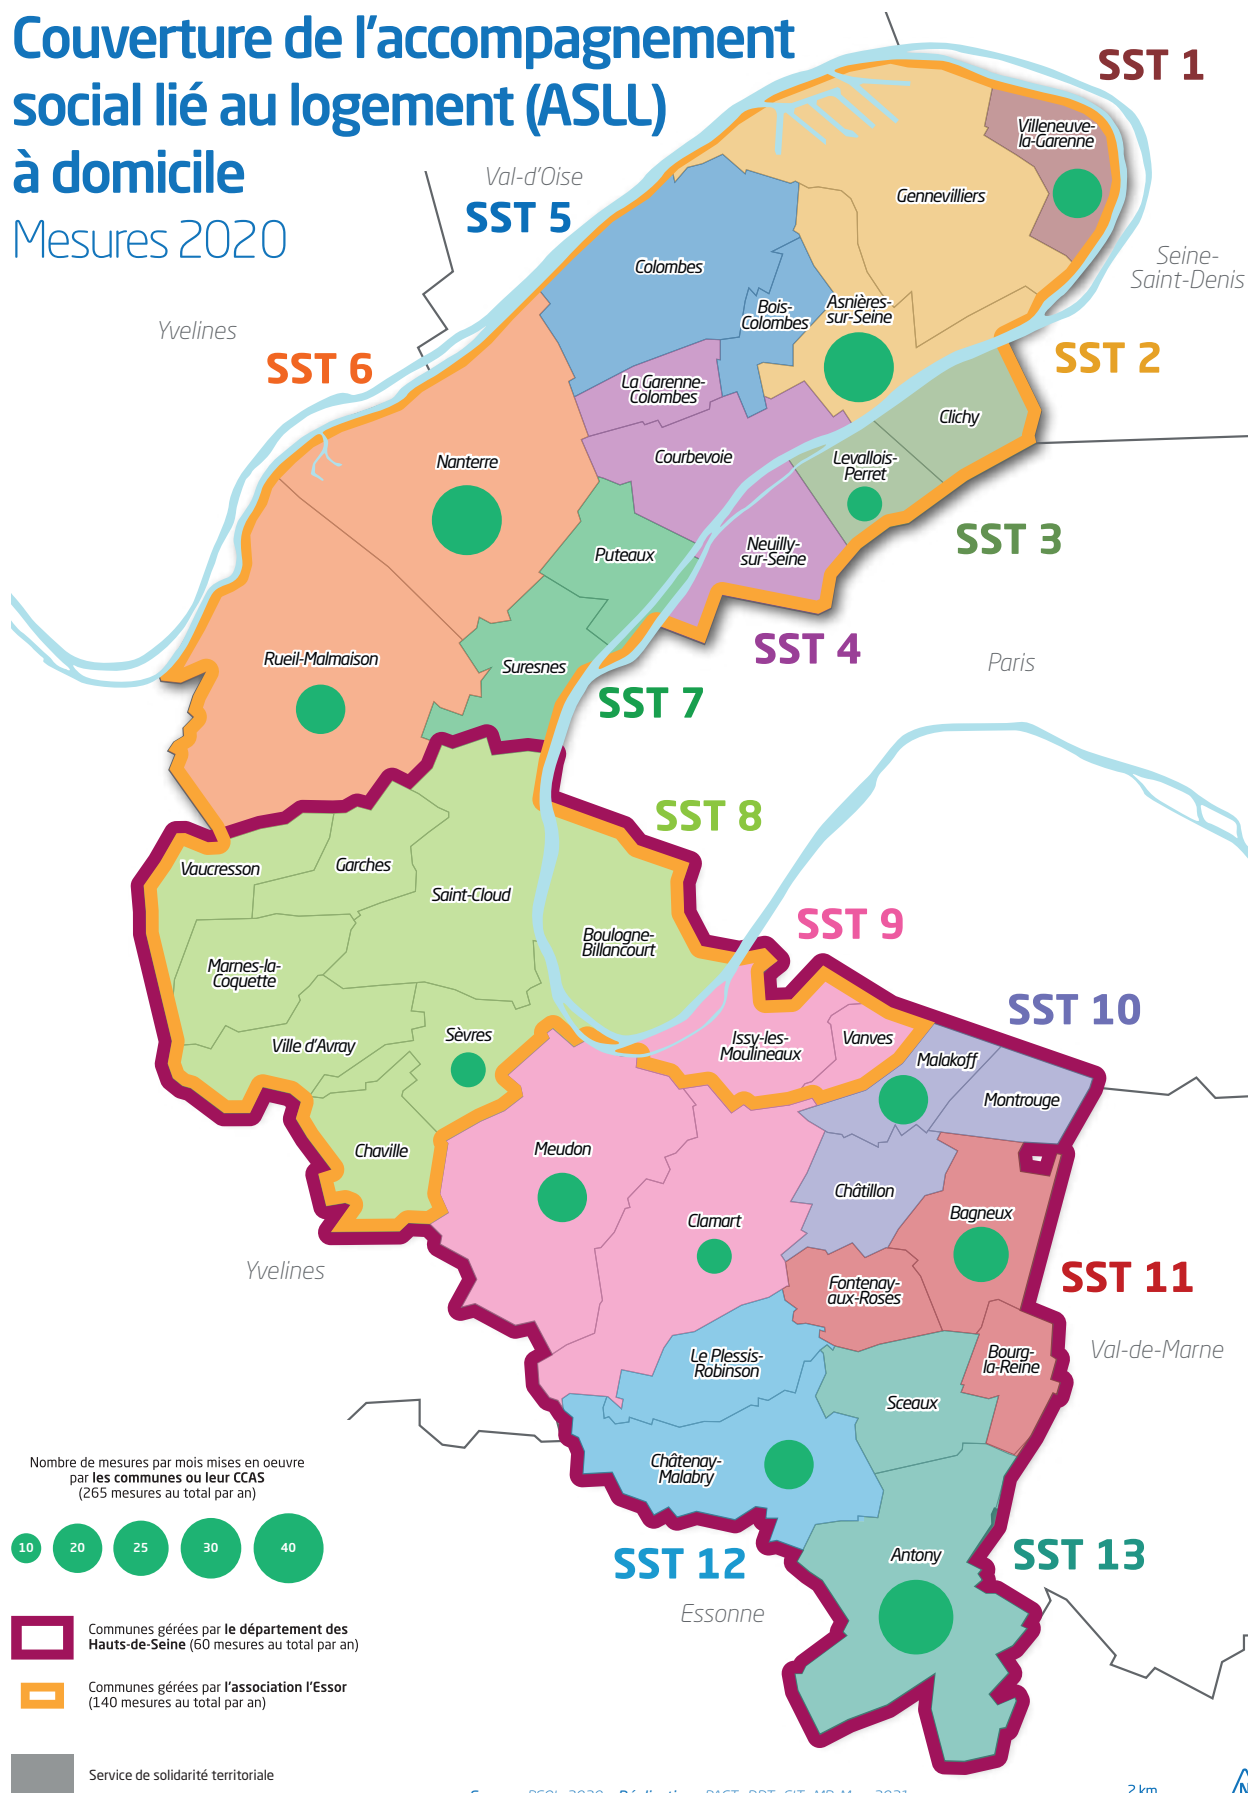 Couverture de l'accompagnement
social lié au logement (ASLL)
à domicile
Mesures 2020
SST 1
Villeneuve-
la-Garenne
Val-d'Oise
SST 5
Gennevilliers
Seine-
Saint-Denis
Colombes
Bois-
Colombes
Asnières-
sur-Seine
Yvelines
SST 6
SST 2
La Garenne-
Colombes
Clichy
Nanterre
Courbevoie
Levallois-
Perret
SST 3
Puteaux
Neuilly-
sur-Seine
SST 4
Paris
Rueil-Malmaison
Suresnes
SST 7
SST 8
Vaucresson
Garches
Saint-Cloud
SST 9
Boulogne-
Billancourt
Marnes-la-
Coquette
SST 10
Ville d'Avray
Sèvres
Issy-les-
Moulineaux
Vanves
Malakoff
Montrouge
Chaville
Meudon
Châtillon
Clamart
Bagneux
Yvelines
SST 11
Fontenay-
aux-Roses
Val-de-Marne
Le Plessis-
Robinson
Bourg-
la-Reine
Sceaux
Châtenay-
Malabry
Nombre de mesures par mois mises en oeuvre
par les communes ou leur CCAS
(265 mesures au total par an)
10 20 25 30 40
SST 12
Antony
SST 13
Essonne
Communes gérées par le département des
Hauts-de-Seine (60 mesures au total par an)
Communes gérées par l'association l'Essor
(140 mesures au total par an)
Service de solidarité territoriale
2 km